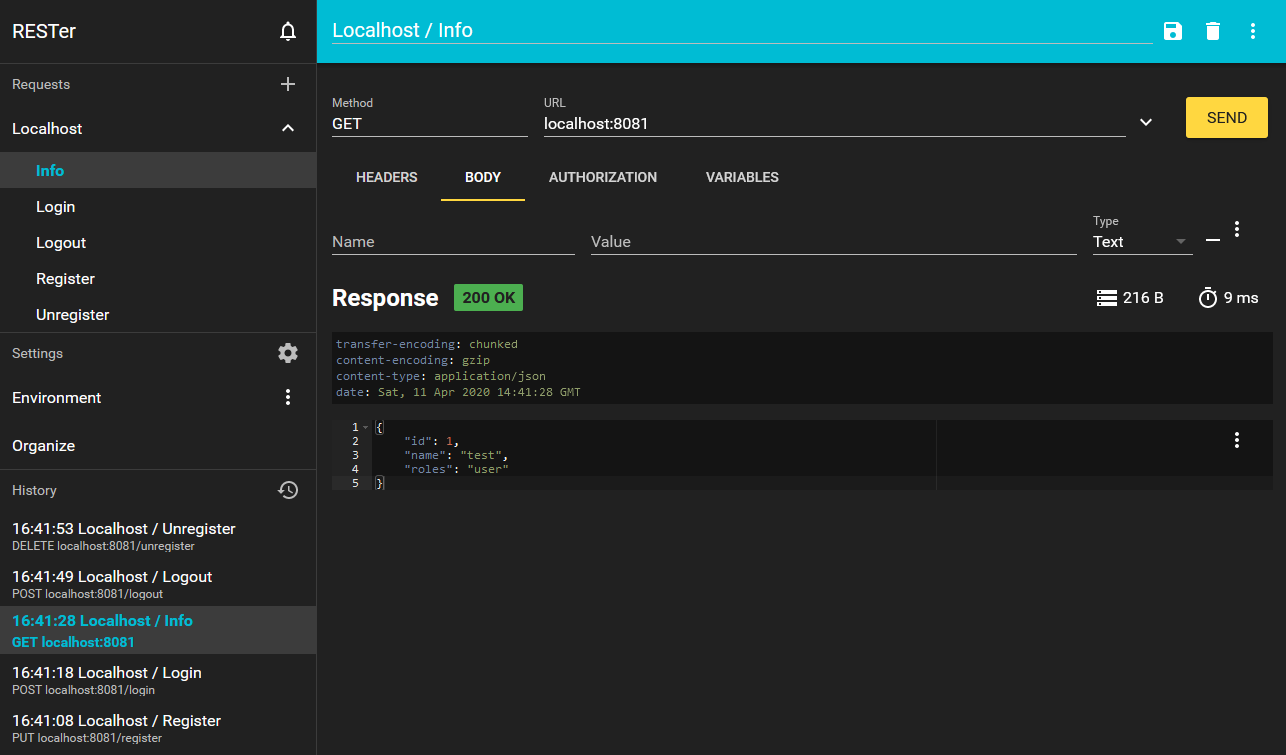 RESTer
Requests
Localhost
Info
Login
Logout
Register
Unregister
Settings
Environment
Organize
History
16:41:53 Localhost / Unregister
DELETE localhost:8081/unregister
16:41:49 Localhost / Logout
POST localhost:8081/logout
16:41:28 Localhost / Info
GET localhost:8081
16:41:18 Localhost / Login
POST localhost:8081/login
16:41:08 Localhost / Register
PUT localhost:8081/register
Localhost / Info
Method
GET
URL
localhost:8081
SEND
HEADERS BODY AUTHORIZATION VARIABLES
Name
Value
Type
Text
Response 200 OK 216 B 9 ms
transfer-encoding: chunked
content-encoding: gzip
content-type: application/json
date: Sat, 11 Apr 2020 14:41:28 GMT
1 {
2 "id": 1,
3 "name": "test",
4 "roles": "user"
5 }